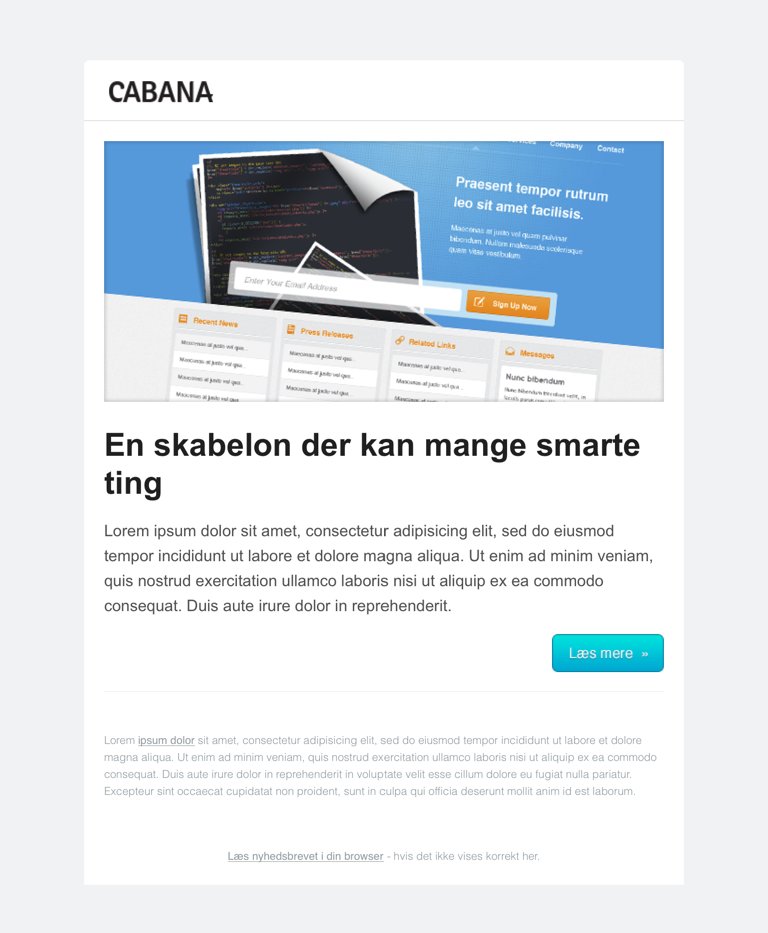 CABANA
Company
Contact
Praesent tempor rutrum
leo sit amet facilisis.
Maecenas at justo vel quam pulvinar
bibendum. Nullam malesuada scelerisque
quam vitae vestibulum
Enter Your Email Address
Sign Up Now
Recent News
Press Releases
Related Links
Messages
Maecenas at justo vel qua..
Maecenas at justo vel qua..
Maecenas at justo vel qua..
Maecenas at justo vel qua..
Maecenas at justo vel qua..
Maecenas at justo vel qua..
Maecenas at justo vel qua..
Maecenas at justo vel qua..
Maecenas at justo vel qua..
Nunc bibendum
En skabelon der kan mange smarte
ting
Lorem ipsum dolor sit amet, consectetur adipisicing elit, sed do eiusmod
tempor incididunt ut labore et dolore magna aliqua. Ut enim ad minim veniam,
quis nostrud exercitation ullamco laboris nisi ut aliquip ex ea commodo
consequat. Duis aute irure dolor in reprehenderit.
Læs mere »
Lorem ipsum dolor sit amet, consectetur adipisicing elit, sed do eiusmod tempor incididunt ut labore et dolore
magna aliqua. Ut enim ad minim veniam, quis nostrud exercitation ullamco laboris nisi ut aliquip ex ea commodo
consequat. Duis aute irure dolor in reprehenderit in voluptate velit esse cillum dolore eu fugiat nulla pariatur.
Excepteur sint occaecat cupidatat non proident, sunt in culpa qui officia deserunt mollit anim id est laborum.
Læs nyhedsbrevet i din browser - hvis det ikke vises korrekt her.